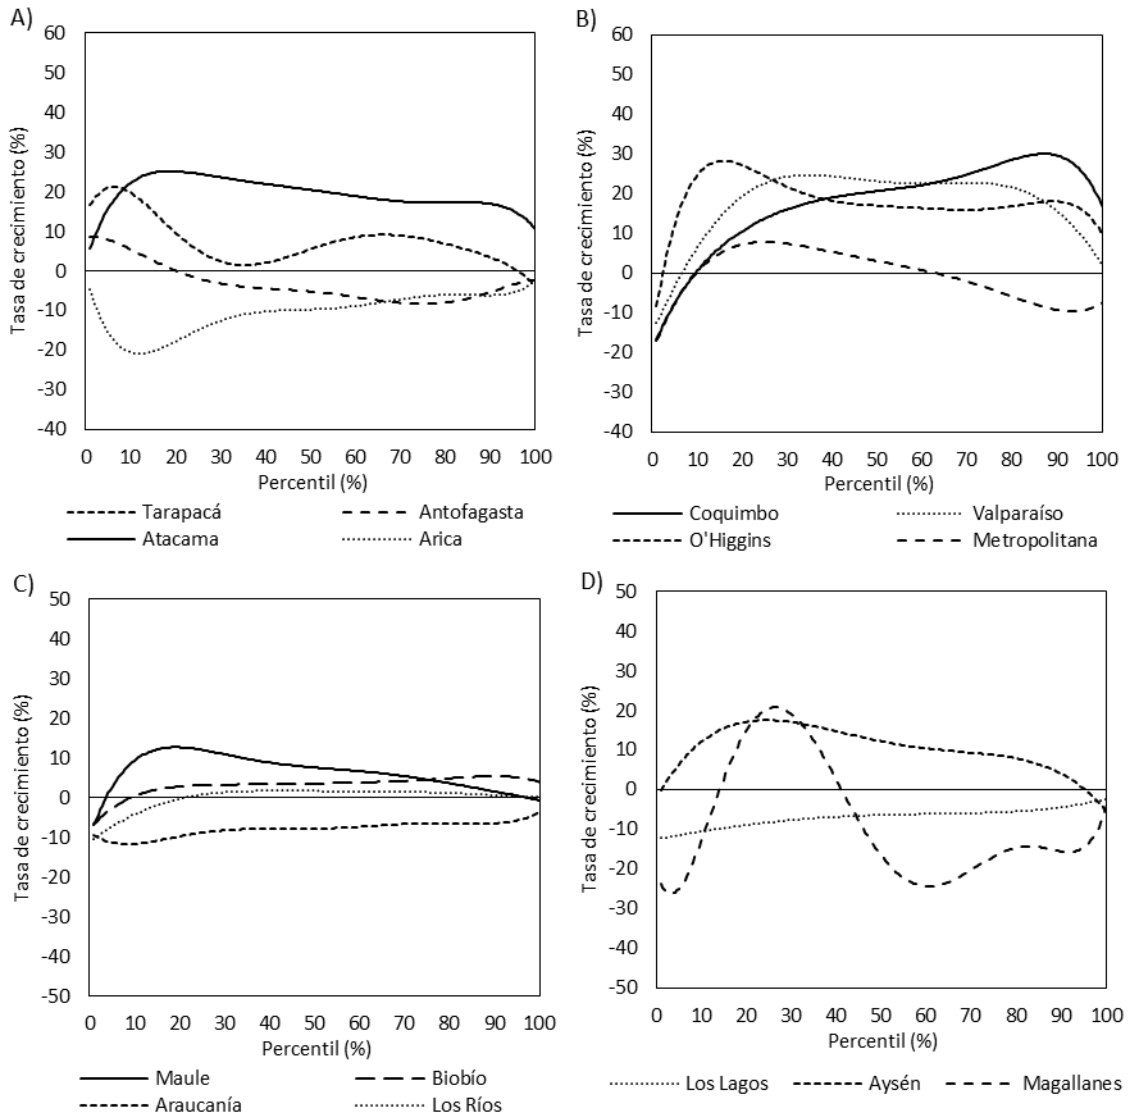 A)
60
50
40
30
20
10
0
-10
-20
-30
-40
Tasa de crecimiento (%)
0 10 20 30 40 50 60 70 80 90 100
Percentil (%)
Tarapacá Antofagasta
Atacama Arica
B)
60
50
40
30
20
10
0
-10
-20
-30
-40
Tasa de crecimiento (%)
0 10 20 30 40 50 60 70 80 90 100
Percentil (%)
Coquimbo Valparaíso
O'Higgins Metropolitana
C)
50
40
30
20
10
0
-10
-20
-30
-40
-50
Tasa de crecimiento (%)
0 10 20 30 40 50 60 70 80 90 100
Percentil (%)
Maule Biobío
Araucanía Los Ríos
D)
50
40
30
20
10
0
-10
-20
-30
-40
-50
Tasa de crecimiento (%)
0 10 20 30 40 50 60 70 80 90 100
Percentil (%)
Los Lagos Aysén Magallanes